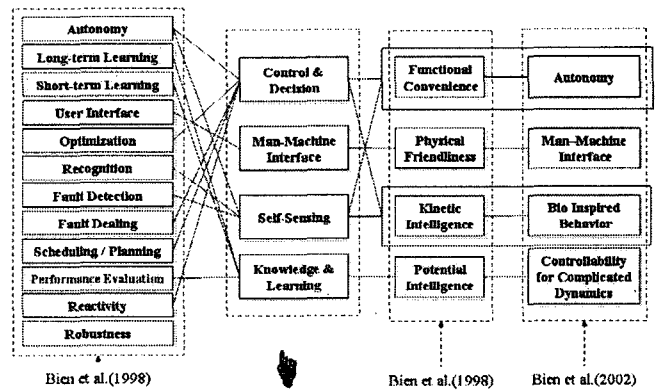 Autonomy
Long-term Learning
Short-term Learning
User Interface
Optimization
Recognition
Fault Detection
Fault Dealing
Scheduling / Planning
Performance Evaluation
Reactivity
Robustness
Bien et al.(1998)
Control &
Decision
Man-Machine
Interface
Self-Sensing
Knowledge &
Learning
Functional
Convenience
Physical
Friendliness
Kinetic
Intelligence
Potential
Intelligence
Bien et al.(1998)
Autonomy
Man-Machine
Interface
Bio Inspired
Behavior
Controllability
for Complicated
Dynamics
Bien et al.(2002)